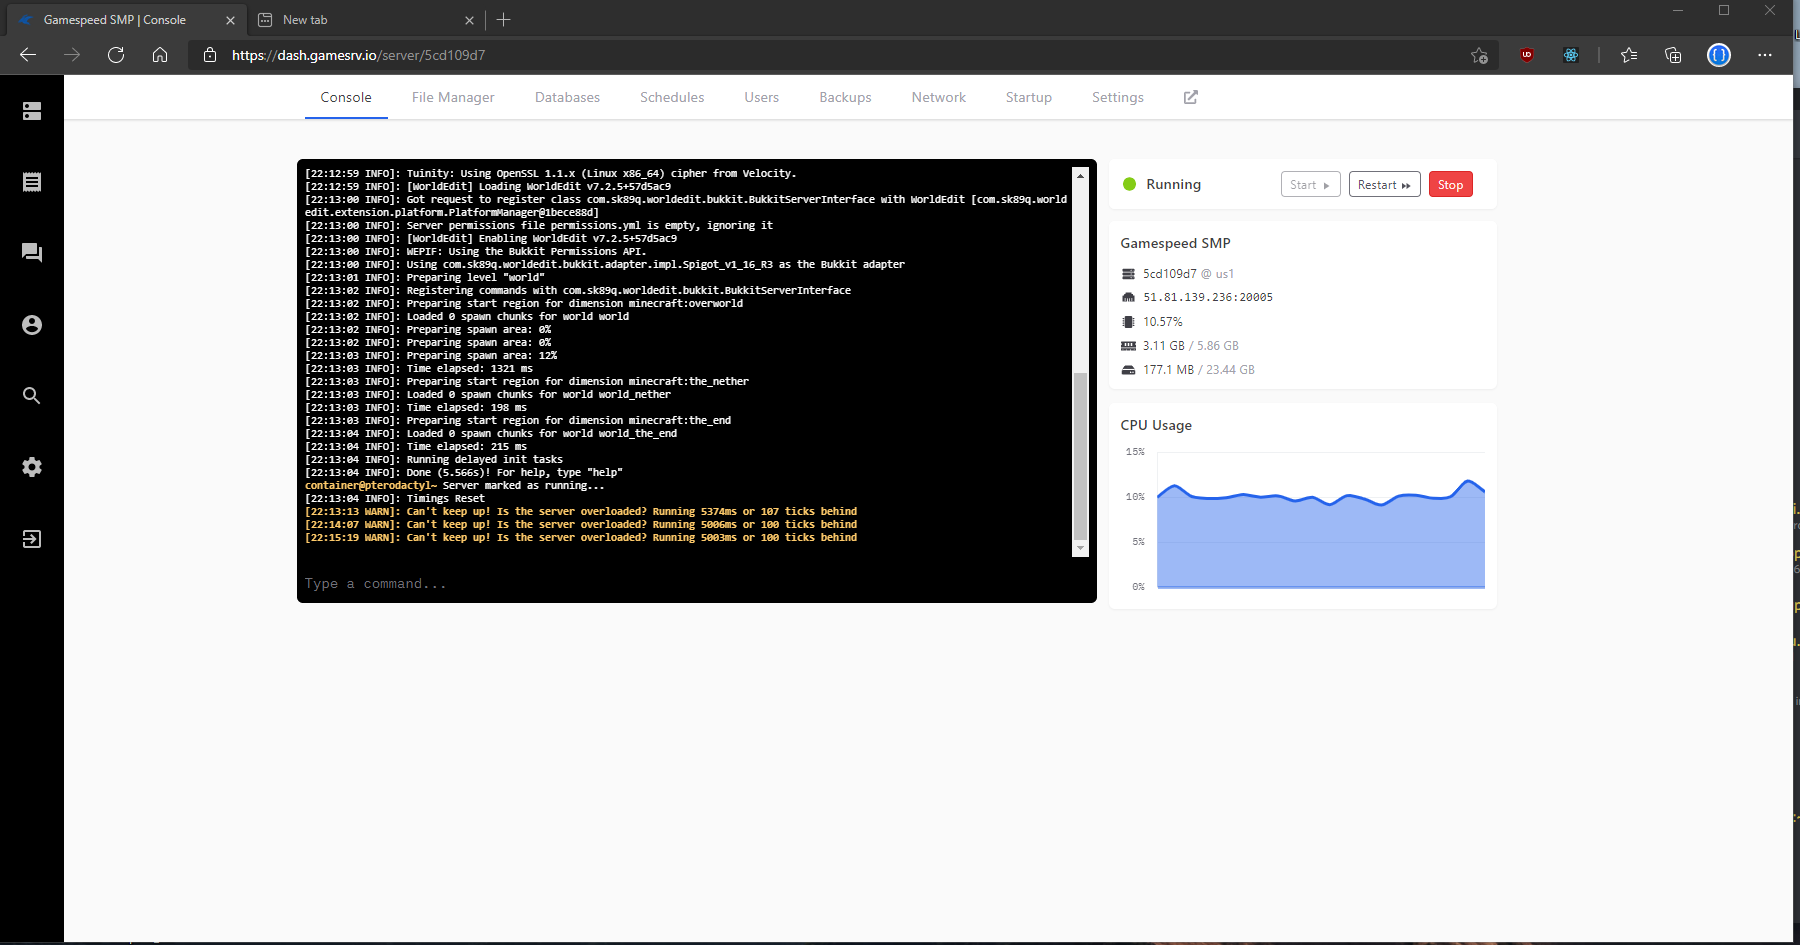 Gamespeed SMP | Console
New tab
https://dash.gamesrv.io/server/5cd109d7
Console
File Manager
Databases
Schedules
Users
Backups
Network
Startup
Settings
[22:12:59 INFO]: Tuinity: Using OpenSSL 1.1.x (Linux x86_64) cipher from Velocity.
[22:12:59 INFO]: [WorldEdit] Loading WorldEdit v7.2.5+57d5ac9
[22:13:00 INFO]: Got request to register class com.sk89q.worldedit.bukkit.BukkitServerInterface with WorldEdit [com.sk89q.world
edit.extension.platform.PlatformManager@1bece88d]
[22:13:00 INFO]: Server permissions file permissions.yml is empty, ignoring it
[22:13:00 INFO]: [WorldEdit] Enabling WorldEdit v7.2.5+57d5ac9
[22:13:00 INFO]: WEPIF: Using the Bukkit Permissions API.
[22:13:00 INFO]: Using com.sk89q.worldedit.bukkit.adapter.impl.Spigot_v1_16_R3 as the Bukkit adapter
[22:13:01 INFO]: Preparing level "world"
[22:13:02 INFO]: Registering commands with com.sk89q.worldedit.bukkit.BukkitServerInterface
[22:13:02 INFO]: Preparing start region for dimension minecraft:overworld
[22:13:02 INFO]: Loaded 0 spawn chunks for world world
[22:13:02 INFO]: Preparing spawn area: 0%
[22:13:02 INFO]: Preparing spawn area: 0%
[22:13:03 INFO]: Preparing spawn area: 12%
[22:13:03 INFO]: Time elapsed: 1321 ms
[22:13:03 INFO]: Preparing start region for dimension minecraft:the_nether
[22:13:03 INFO]: Loaded 0 spawn chunks for world world_nether
[22:13:03 INFO]: Time elapsed: 198 ms
[22:13:03 INFO]: Preparing start region for dimension minecraft:the_end
[22:13:04 INFO]: Loaded 0 spawn chunks for world world_the_end
[22:13:04 INFO]: Time elapsed: 215 ms
[22:13:04 INFO]: Running delayed init tasks
[22:13:04 INFO]: Done (5.566s)! For help, type "help"
container@pterodactyl~ Server marked as running...
[22:13:04 INFO]: Timings Reset
[22:13:13 WARN]: Can't keep up! Is the server overloaded? Running 5374ms or 107 ticks behind
[22:14:07 WARN]: Can't keep up! Is the server overloaded? Running 5006ms or 100 ticks behind
[22:15:19 WARN]: Can't keep up! Is the server overloaded? Running 5003ms or 100 ticks behind
Type a command...
Running
Start
Restart
Stop
Gamespeed SMP
5cd109d7 @ us1
51.81.139.236:20005
10.57%
3.11 GB / 5.86 GB
177.1 MB / 23.44 GB
CPU Usage
15%
10%
5%
0%